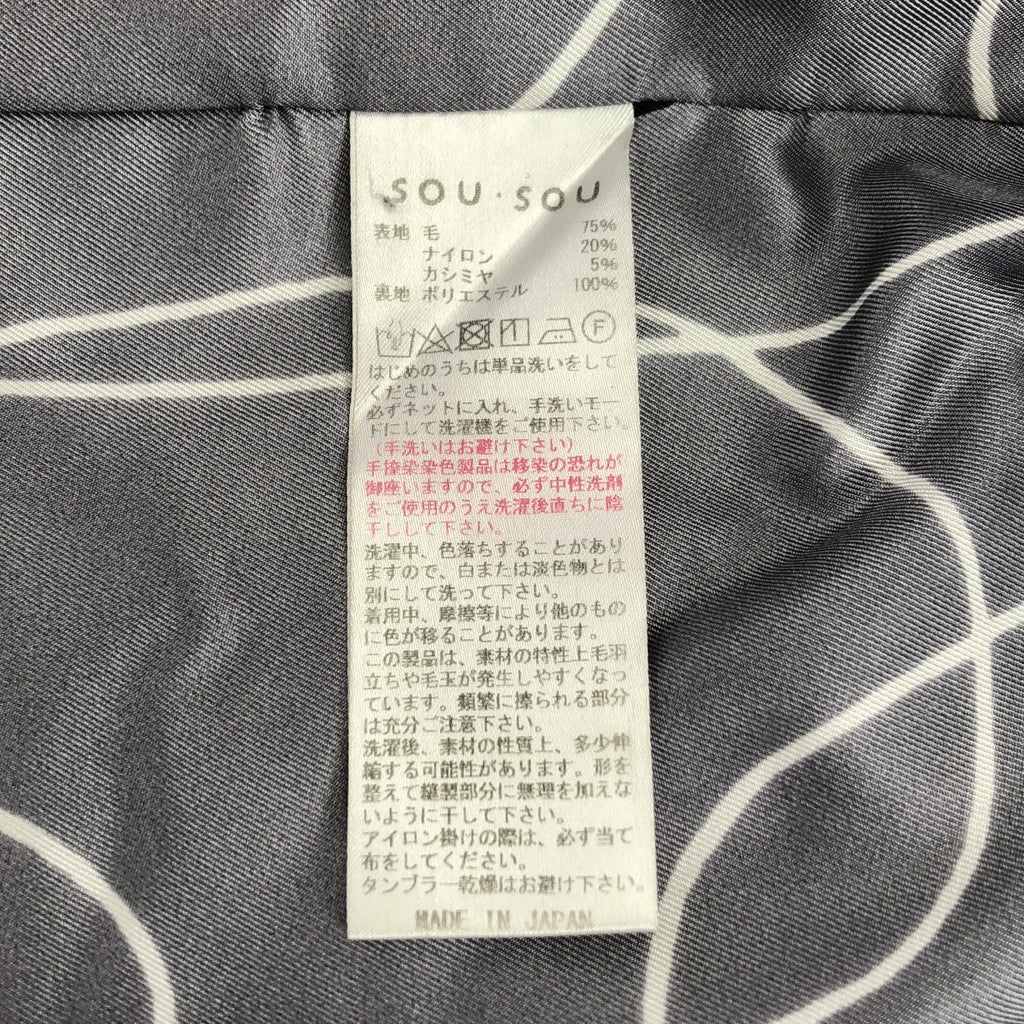 SOU・SOU
表地 毛 75%
ナイロン 20%
カシミヤ 5%
裏地 ポリエステル 100%
F
はじめのうちは単品洗いをして
ください。
必ずネットに入れ、手洗いモー
ドにして洗濯機をご使用下さい。
(手洗いはお避け下さい)
手捺染染色製品は移染の恐れが
御座いますので、必ず中性洗剤
をご使用のうえ洗濯後直ちに陰
干しして下さい。
洗濯中、色落ちすることがあり
ますので、白または淡色物とは
別にして洗って下さい。
着用中、摩擦等により他のもの
に色が移ることがあります。
この製品は、素材の特性上毛羽
立ちや毛玉が発生しやすくなっ
ています。頻繁に擦られる部分
は充分ご注意下さい。
洗濯後、素材の性質上、多少伸
縮する可能性があります。形を
整えて縫製部分に無理を加えな
いように干して下さい。
アイロン掛けの際は、必ず当て
布をしてください。
タンブラー乾燥はお避け下さい。
MADE IN JAPAN